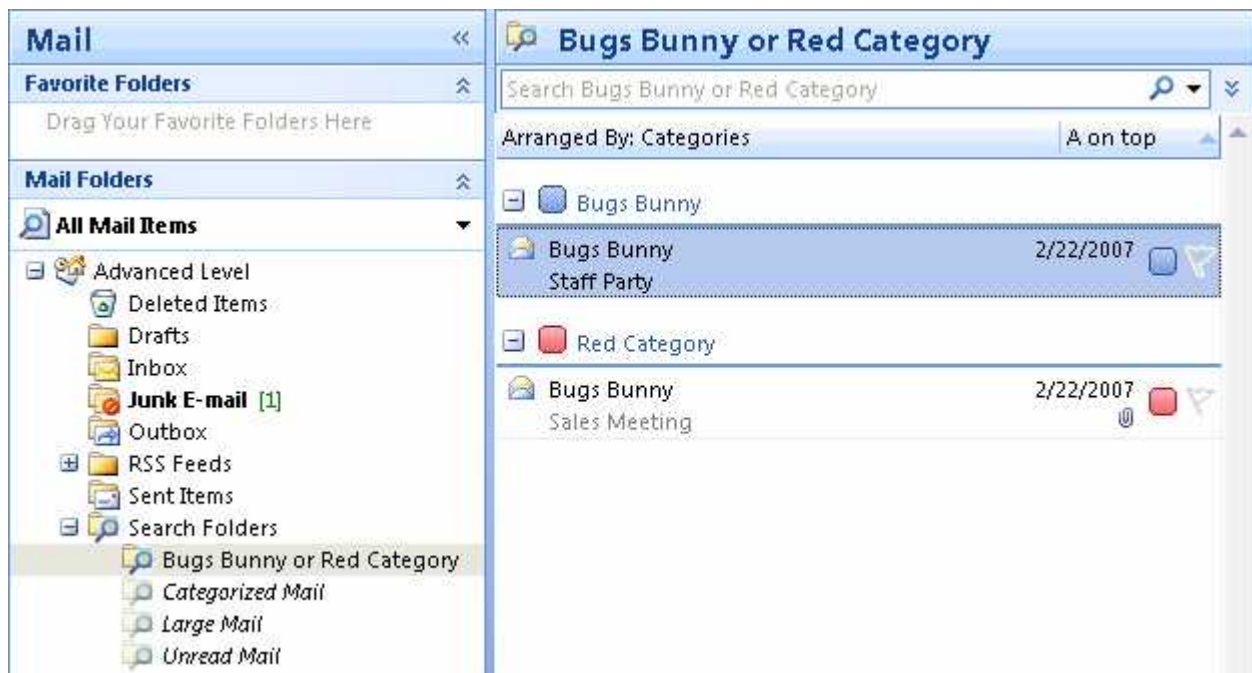 Mail
Favorite Folders
Drag Your Favorite Folders Here
Mail Folders
All Mail Items
Advanced Level
Deleted Items
Drafts
Inbox
Junk E-mail [1]
Outbox
RSS Feeds
Sent Items
Search Folders
Bugs Bunny or Red Category
Categorized Mail
Large Mail
Unread Mail
Bugs Bunny or Red Category
Search Bugs Bunny or Red Category
Arranged By: Categories A on top
Bugs Bunny
Bugs Bunny 2/22/2007
Staff Party
Red Category
Bugs Bunny 2/22/2007
Sales Meeting